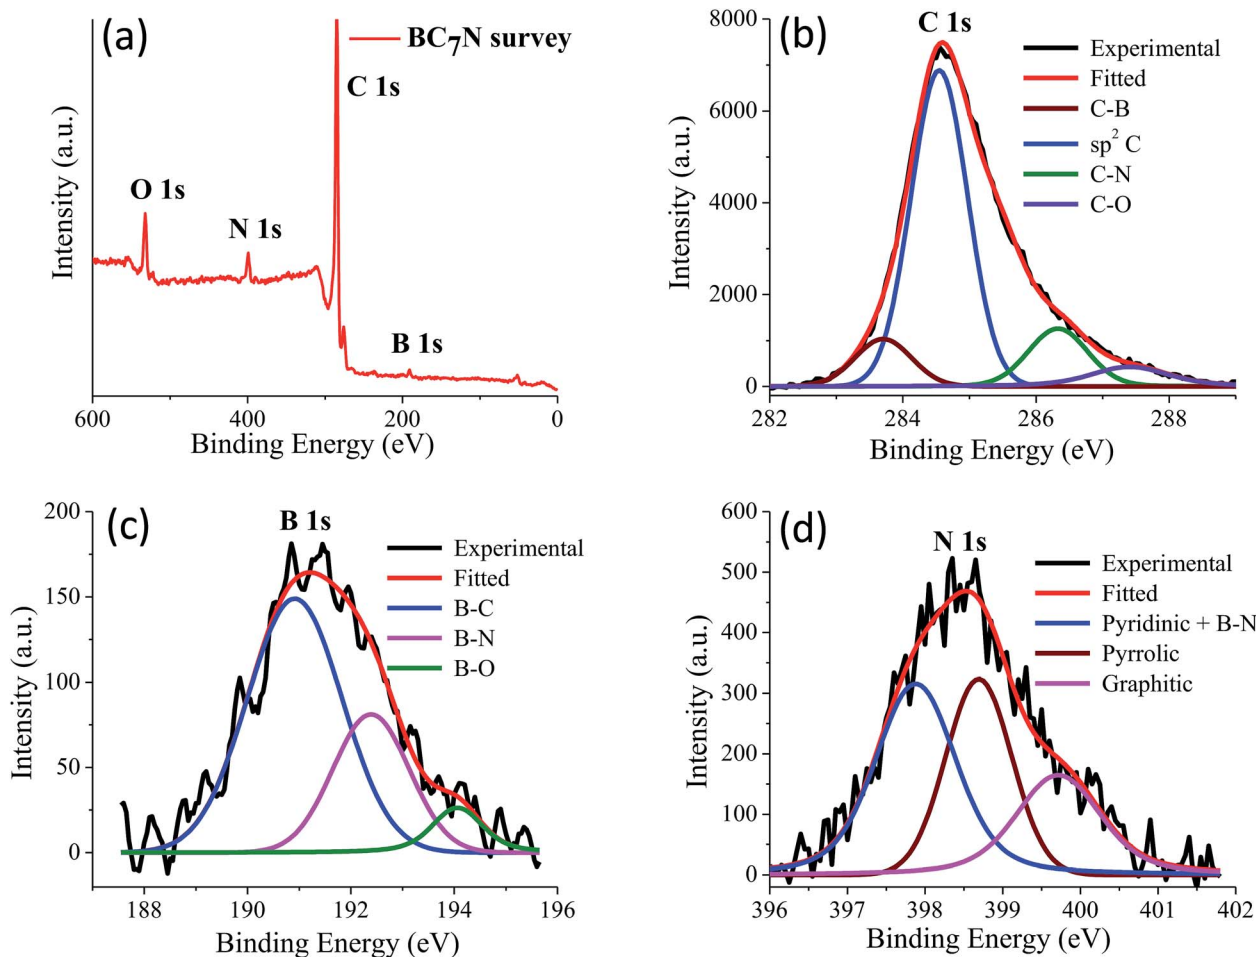 (a)
BC7N survey
C 1s
O 1s
N 1s
B 1s
Intensity (a.u.)
600 400 200 0
Binding Energy (eV)
(b)
C 1s
Experimental
Fitted
C-B
sp² C
C-N
C-O
8000
6000
4000
2000
0
Intensity (a.u.)
282 284 286 288
Binding Energy (eV)
(c)
B 1s
Experimental
Fitted
B-C
B-N
B-O
200
150
100
50
0
Intensity (a.u.)
188 190 192 194 196
Binding Energy (eV)
(d)
N 1s
Experimental
Fitted
Pyridinic + B-N
Pyrrolic
Graphitic
600
500
400
300
200
100
0
Intensity (a.u.)
396 397 398 399 400 401 402
Binding Energy (eV)